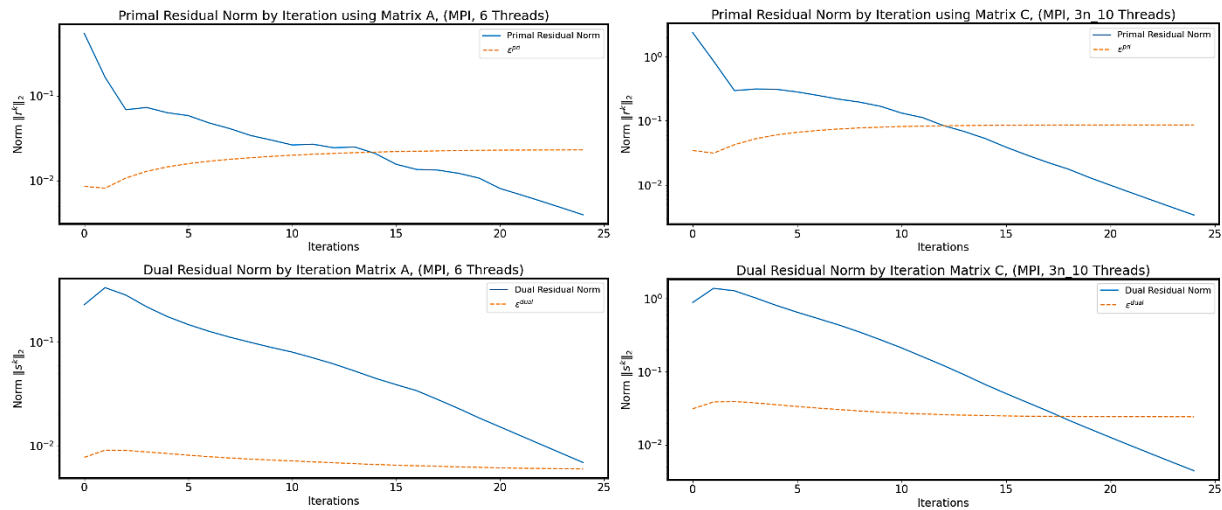 Primal Residual Norm by Iteration using Matrix A, (MPI, 6 Threads)
Primal Residual Norm
ε^pri
10⁻¹
10⁻²
Norm ‖r^k‖₂
0 5 10 15 20 25
Iterations
Primal Residual Norm by Iteration using Matrix C, (MPI, 3n_10 Threads)
Primal Residual Norm
ε^pri
10⁰
10⁻¹
10⁻²
Norm ‖r^k‖₂
0 5 10 15 20 25
Iterations
Dual Residual Norm by Iteration Matrix A, (MPI, 6 Threads)
Dual Residual Norm
ε^dual
10⁻¹
10⁻²
Norm ‖s^k‖₂
0 5 10 15 20 25
Iterations
Dual Residual Norm by Iteration Matrix C, (MPI, 3n_10 Threads)
Dual Residual Norm
ε^dual
10⁰
10⁻¹
10⁻²
Norm ‖s^k‖₂
0 5 10 15 20 25
Iterations